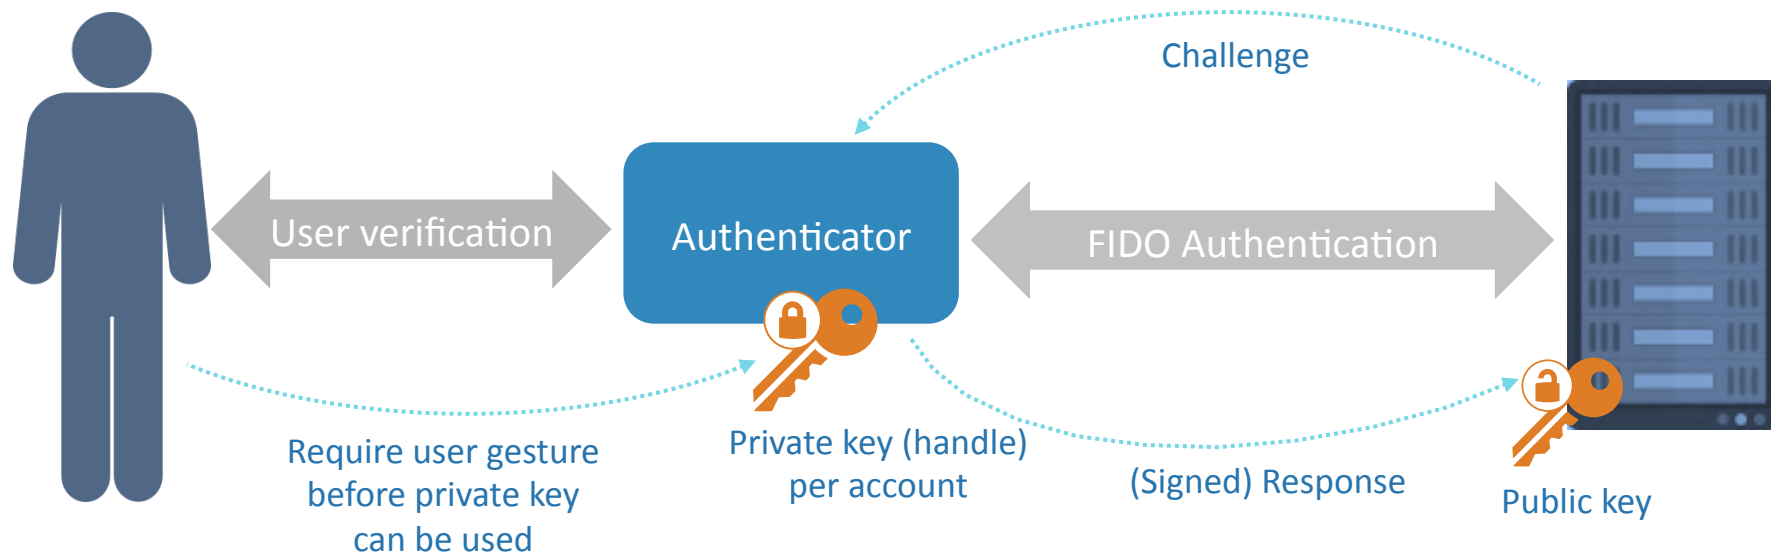 Challenge
User verification
Authenticator
FIDO Authentication
Require user gesture
before private key
can be used
Private key (handle)
per account
(Signed) Response
Public key